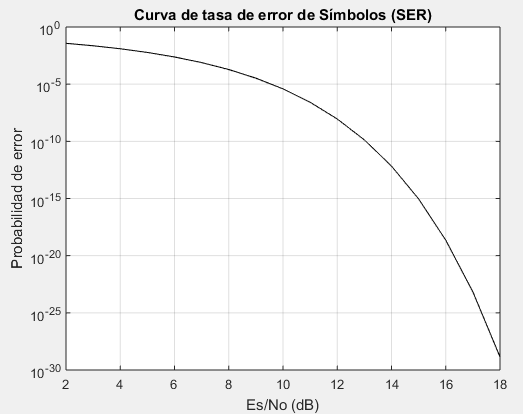 Curva de tasa de error de Símbolos (SER)
Probabilidad de error
10^0
10^-5
10^-10
10^-15
10^-20
10^-25
10^-30
2 4 6 8 10 12 14 16 18
Es/No (dB)